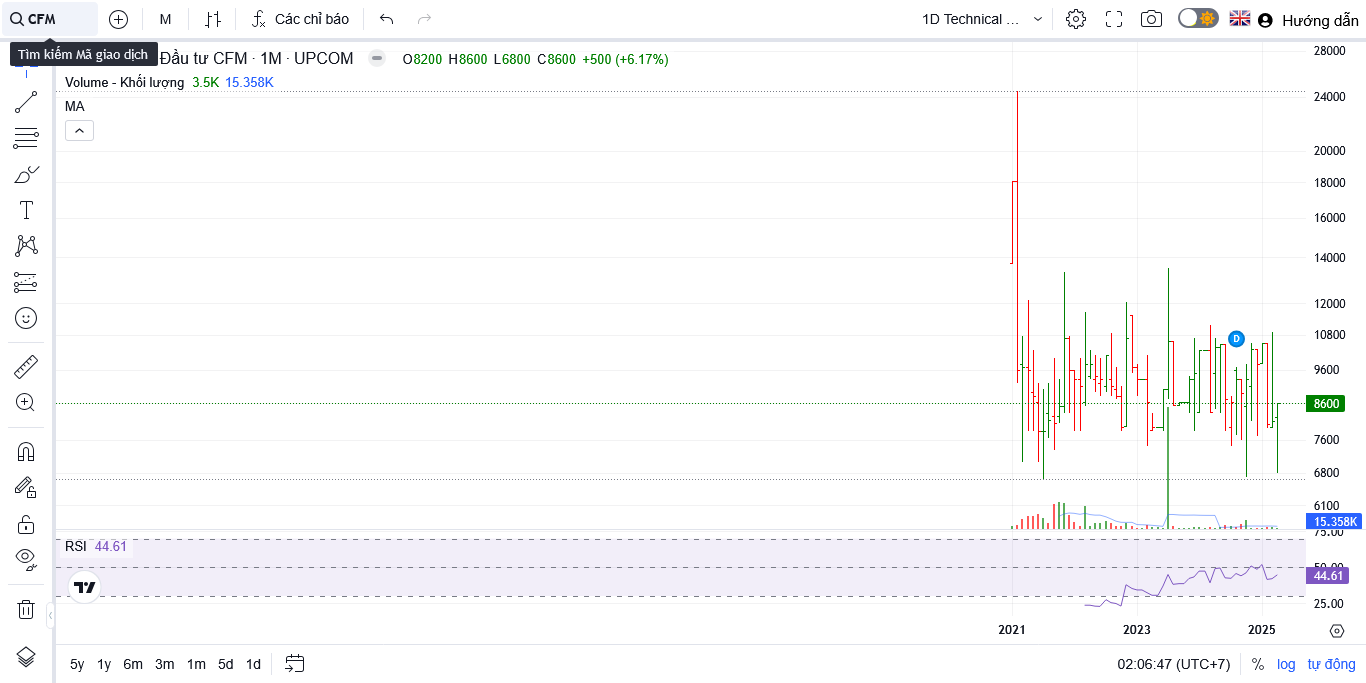 CFM
M
Các chỉ báo
1D Technical ...
Hướng dẫn
Tìm kiếm Mã giao dịch
Đầu tư CFM · 1M · UPCOM
O8200 H8600 L6800 C8600 +500 (+6.17%)
Volume - Khối lượng 3.5K 15.358K
MA
28000
24000
20000
18000
16000
14000
12000
10800
9600
8600
7600
6800
6100
15.358K
D
RSI 44.61
75.00
50.00
44.61
25.00
2021
2023
2025
5y 1y 6m 3m 1m 5d 1d
02:06:47 (UTC+7)
% log tự động